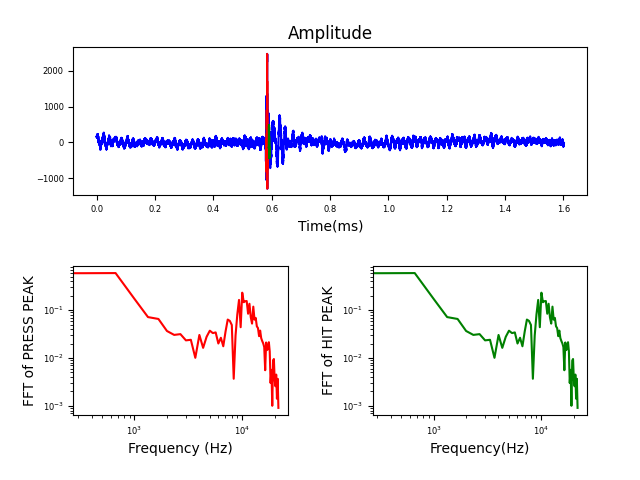 Amplitude
2000
1000
0
−1000
0.0 0.2 0.4 0.6 0.8 1.0 1.2 1.4 1.6
Time(ms)
FFT of PRESS PEAK
10⁻¹
10⁻²
10⁻³
10³ 10⁴
Frequency (Hz)
FFT of HIT PEAK
10⁻¹
10⁻²
10⁻³
10³ 10⁴
Frequency(Hz)